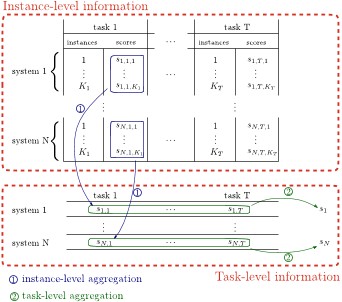 Instance-level information
task 1 task T
instances scores ... instances scores
system 1 1 s1,1,1 1 s1,T,1
⋮ ⋮ ... ⋮ ⋮
K1 s1,1,K1 KT s1,T,KT
⋮ ⋮
system N 1 sN,1,1 1 sN,T,1
⋮ ⋮ ... ⋮ ⋮
K1 sN,1,K1 KT sN,T,KT
1
1
task 1 task T
2
system 1 s1,1 ... s1,T s1
⋮ ⋮ ⋮
system N sN,1 ... sN,T sN
2
Task-level information
1 instance-level aggregation
2 task-level aggregation